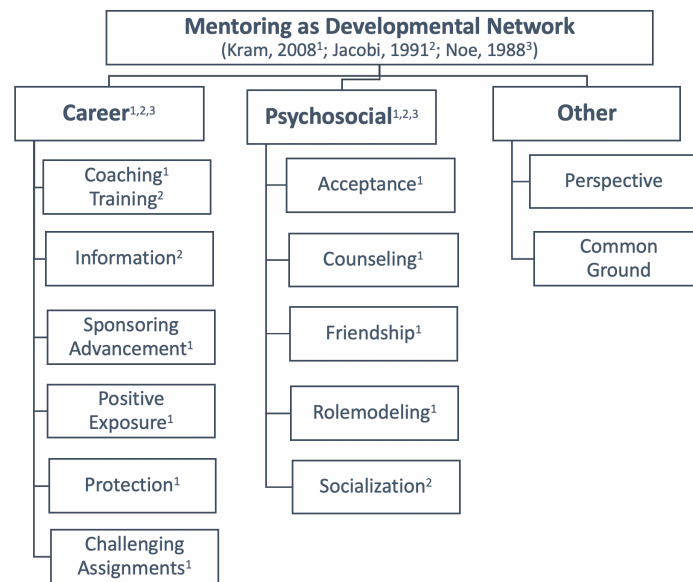 Mentoring as Developmental Network
(Kram, 2008¹; Jacobi, 1991²; Noe, 1988³)
Career¹,²,³
Coaching¹
Training²
Information²
Sponsoring
Advancement¹
Positive
Exposure¹
Protection¹
Challenging
Assignments¹
Psychosocial¹,²,³
Acceptance¹
Counseling¹
Friendship¹
Rolemodeling¹
Socialization²
Other
Perspective
Common
Ground